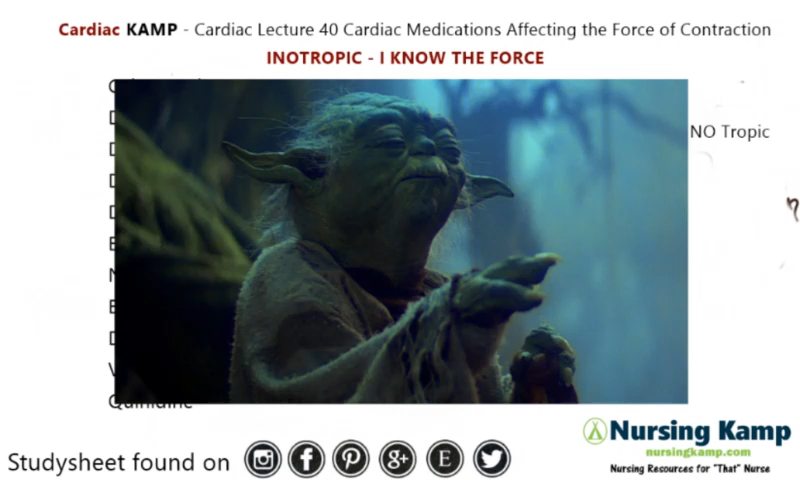 Cardiac KAMP - Cardiac Lecture 40 Cardiac Medications Affecting the Force of Contraction
INOTROPIC - I KNOW THE FORCE
NO Tropic
Quinidine
Studysheet found on
g+ E
Nursing Kamp
nursingkamp.com
Nursing Resources for "That" Nurse